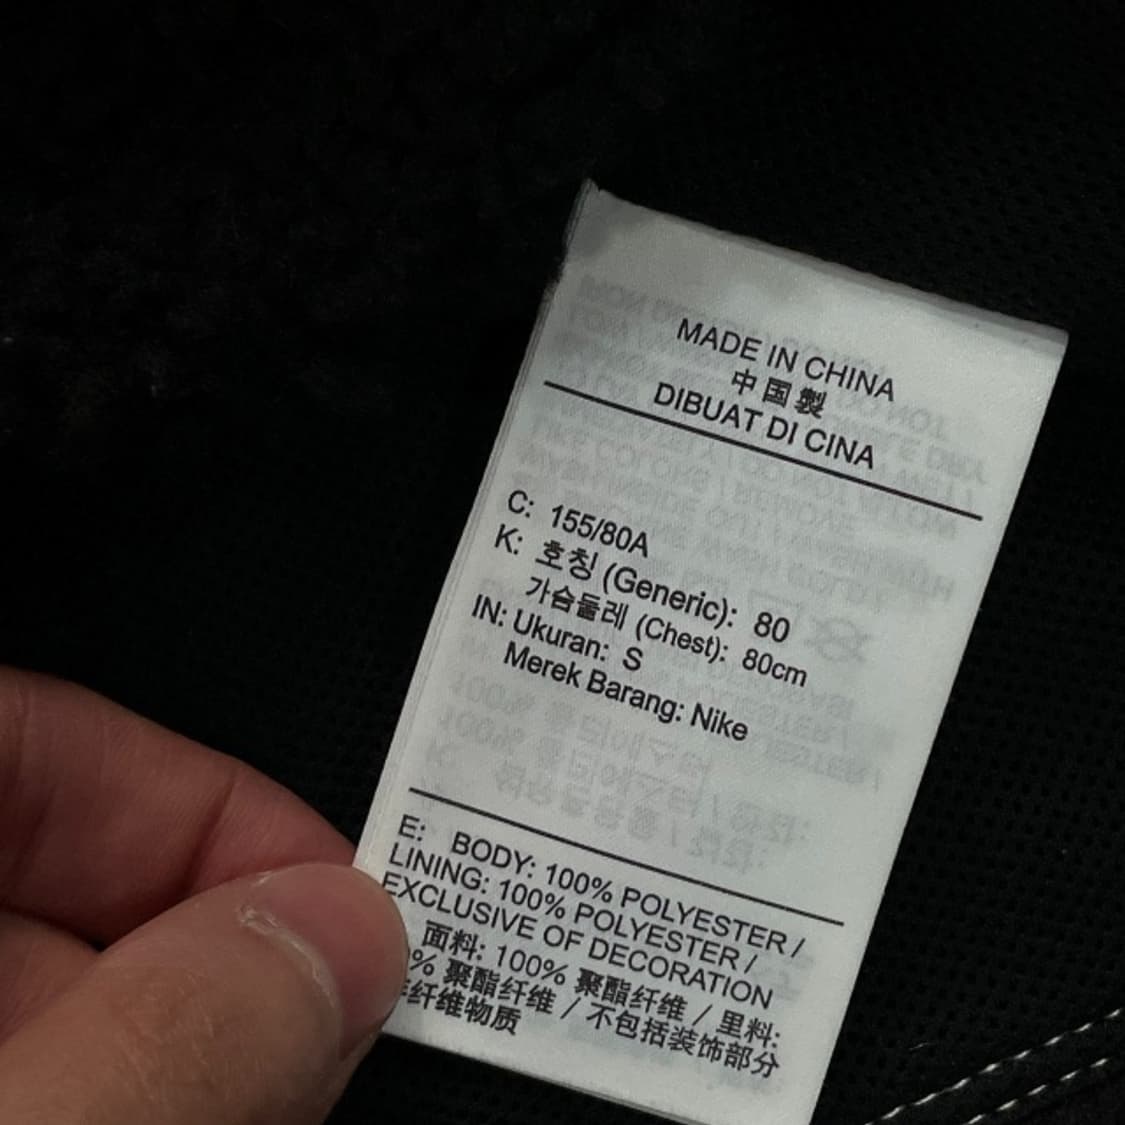 MADE IN CHINA
中国製
DIBUAT DI CINA
C: 155/80A
K: 호칭 (Generic): 80
가슴둘레 (Chest): 80cm
IN: Ukuran: S
Merek Barang: Nike
E: BODY: 100% POLYESTER /
LINING: 100% POLYESTER /
EXCLUSIVE OF DECORATION
面料: 100% 聚酯纤维 / 里料:
% 聚酯纤维 / 不包括装饰部分
纤维物质